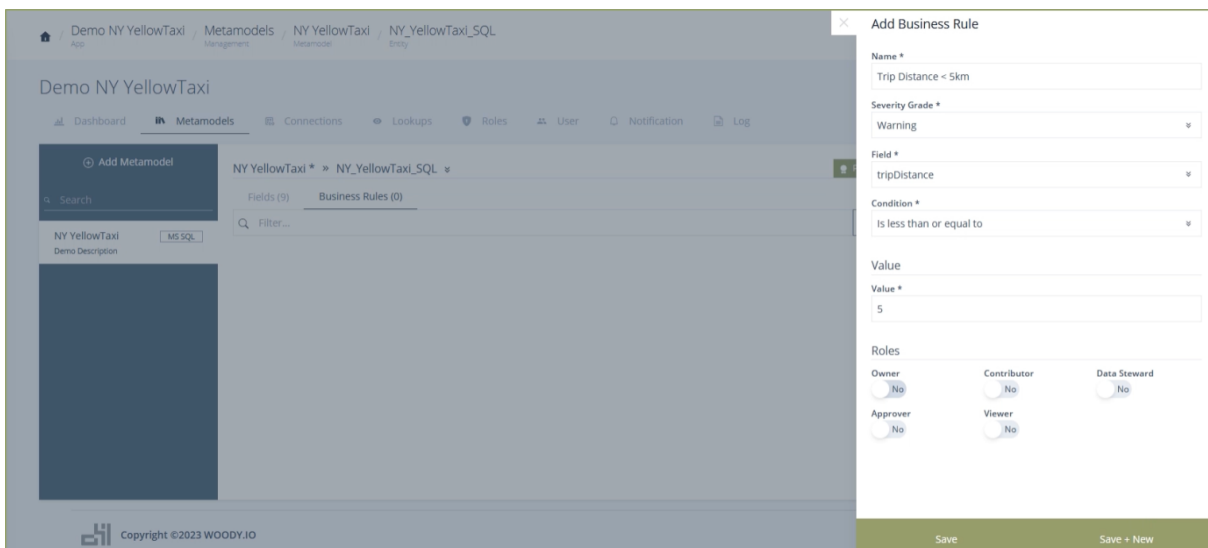 Demo NY YellowTaxi / Metamodels / NY YellowTaxi / NY_YellowTaxi_SQL
App Management Metamodel Entity
Demo NY YellowTaxi
Dashboard Metamodels Connections Lookups Roles User Notification Log
Add Metamodel
Search
NY YellowTaxi MS SQL
Demo Description
NY YellowTaxi * » NY_YellowTaxi_SQL
Fields (9) Business Rules (0)
Filter...
Copyright ©2023 WOODY.IO
Add Business Rule
Name *
Trip Distance < 5km
Severity Grade *
Warning
Field *
tripDistance
Condition *
Is less than or equal to
Value
Value *
5
Roles
Owner Contributor Data Steward
No No No
Approver Viewer
No No
Save Save + New